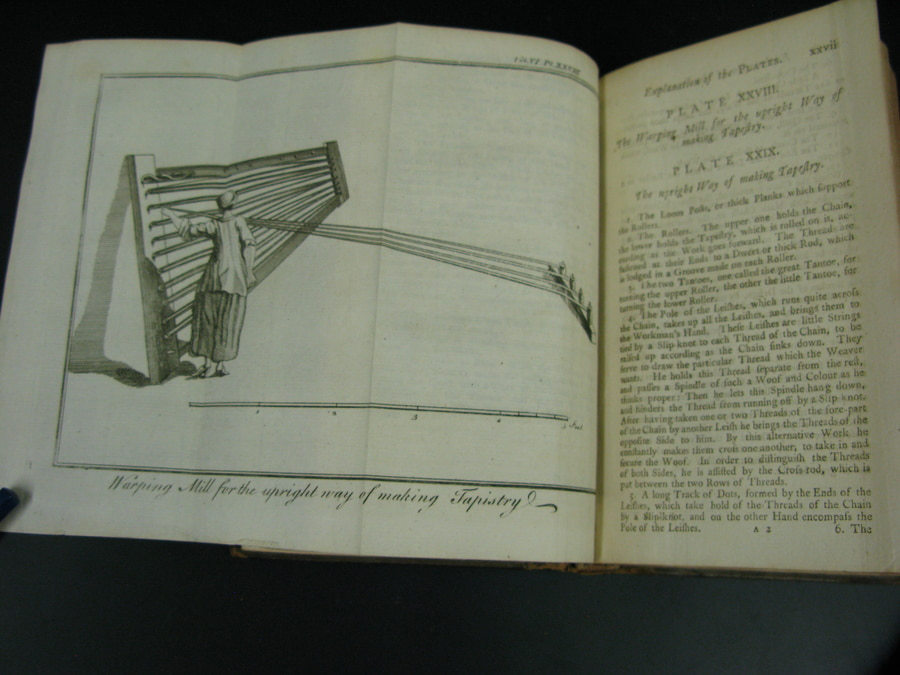 Vol. VI Pl. XXVIII
1
2
3
4
5 Feet
Warping Mill for the upright way of making Tapistry
Explanation of the PLATES. xxvii
PLATE XXVIII.
The Warping Mill for the upright Way of
making Tapeſtry.
PLATE XXIX.
The upright Way of making Tapeſtry.
1. The Loom Poſts, or thick Planks which ſupport
the Rollers.
2. The Rollers. The upper one holds the Chain,
the lower holds the Tapeſtry, which is rolled on it, ac-
cording as the Work goes forward. The Threads are
faſtened at their Ends to a Dwert or thick Rod, which
is lodged in a Groove made on each Roller.
3. The two Tantoes, one called the great Tantoe, for
turning the upper Roller, the other the little Tantoe, for
turning the lower Roller.
4. The Pole of the Leiſhes, which runs quite acroſs
the Chain, takes up all the Leiſhes, and brings them to
the Workman's Hand. Theſe Leiſhes are little Strings
tied by a Slip-knot to each Thread of the Chain, to be
raiſed up according as the Chain ſinks down. They
ſerve to draw the particular Thread which the Weaver
wants. He holds this Thread ſeparate from the reſt,
and paſſes a Spindle of ſuch a Woof and Colour as he
thinks proper: Then he lets this Spindle hang down,
and hinders the Thread from running off by a Slip-knot.
After having taken one or two Threads of the fore-part
of the Chain by another Leiſh he brings the Threads of the
oppoſite Side to him. By this alternative Work he
conſtantly makes them croſs one another, to take in and
ſecure the Woof. In order to diſtinguiſh the Threads
of both Sides, he is aſſiſted by the Croſs-rod, which is
put between the two Rows of Threads.
5. A long Track of Dots, formed by the Ends of the
Leiſhes, which take hold of the Threads of the Chain
by a Slip-knot, and on the other Hand encompaſs the
Pole of the Leiſhes.
A 2 6. The